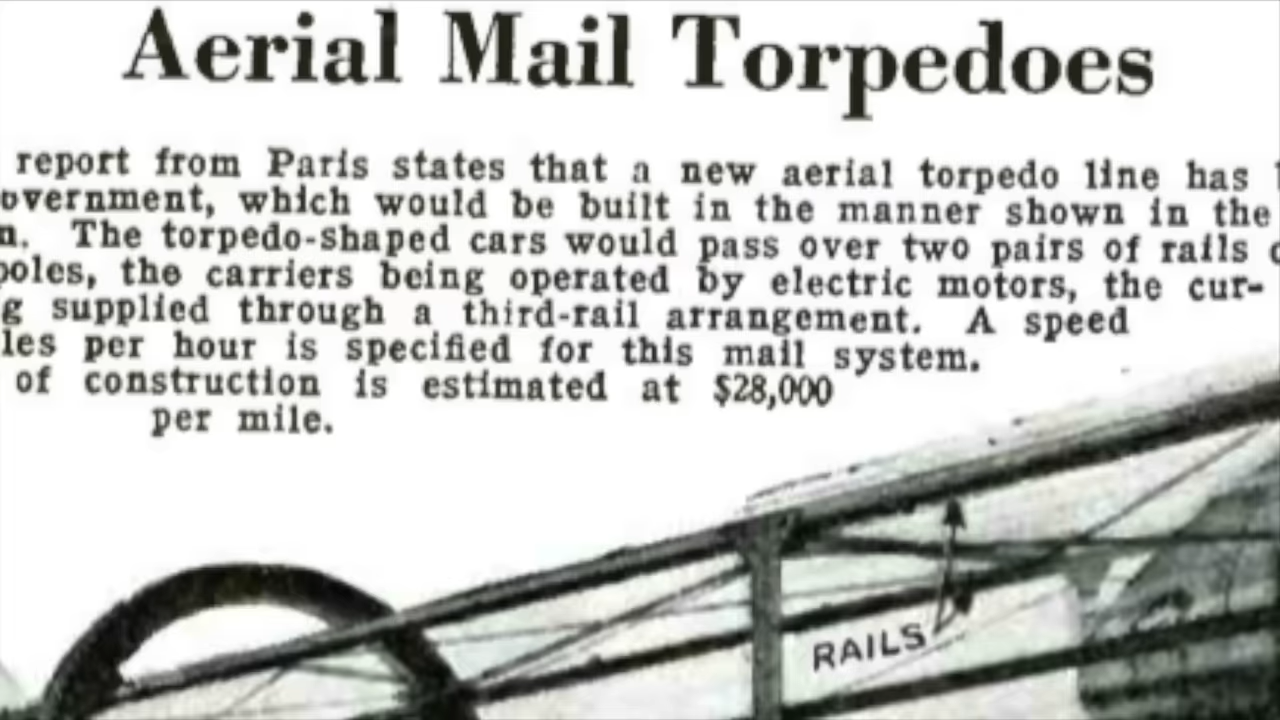 Aerial Mail Torpedoes
report from Paris states that a new aerial torpedo line has
overnment, which would be built in the manner shown in the
n. The torpedo-shaped cars would pass over two pairs of rails
poles, the carriers being operated by electric motors, the cur-
g supplied through a third-rail arrangement. A speed
les per hour is specified for this mail system.
of construction is estimated at $28,000
per mile.
RAILS